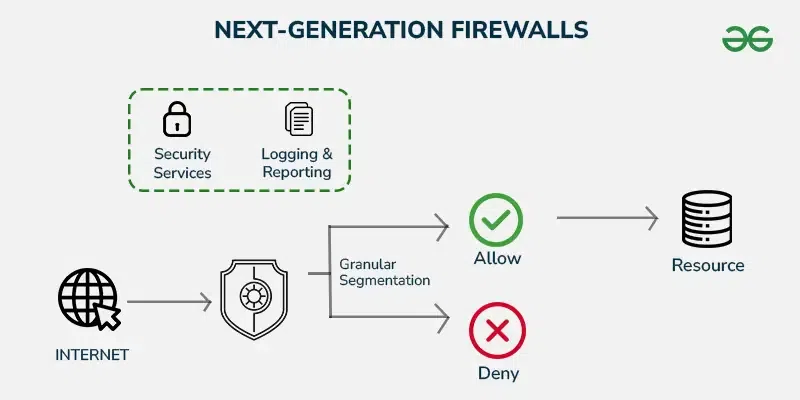 NEXT-GENERATION FIREWALLS
Security
Services
Logging &
Reporting
Granular
Segmentation
Allow
Resource
INTERNET
Deny